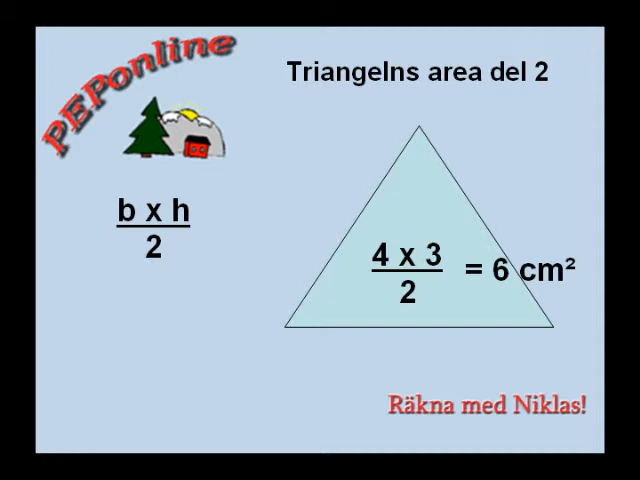 PEPonline
Triangelns area del 2
b x h
2
4 x 3
2
= 6 cm²
Räkna med Niklas!